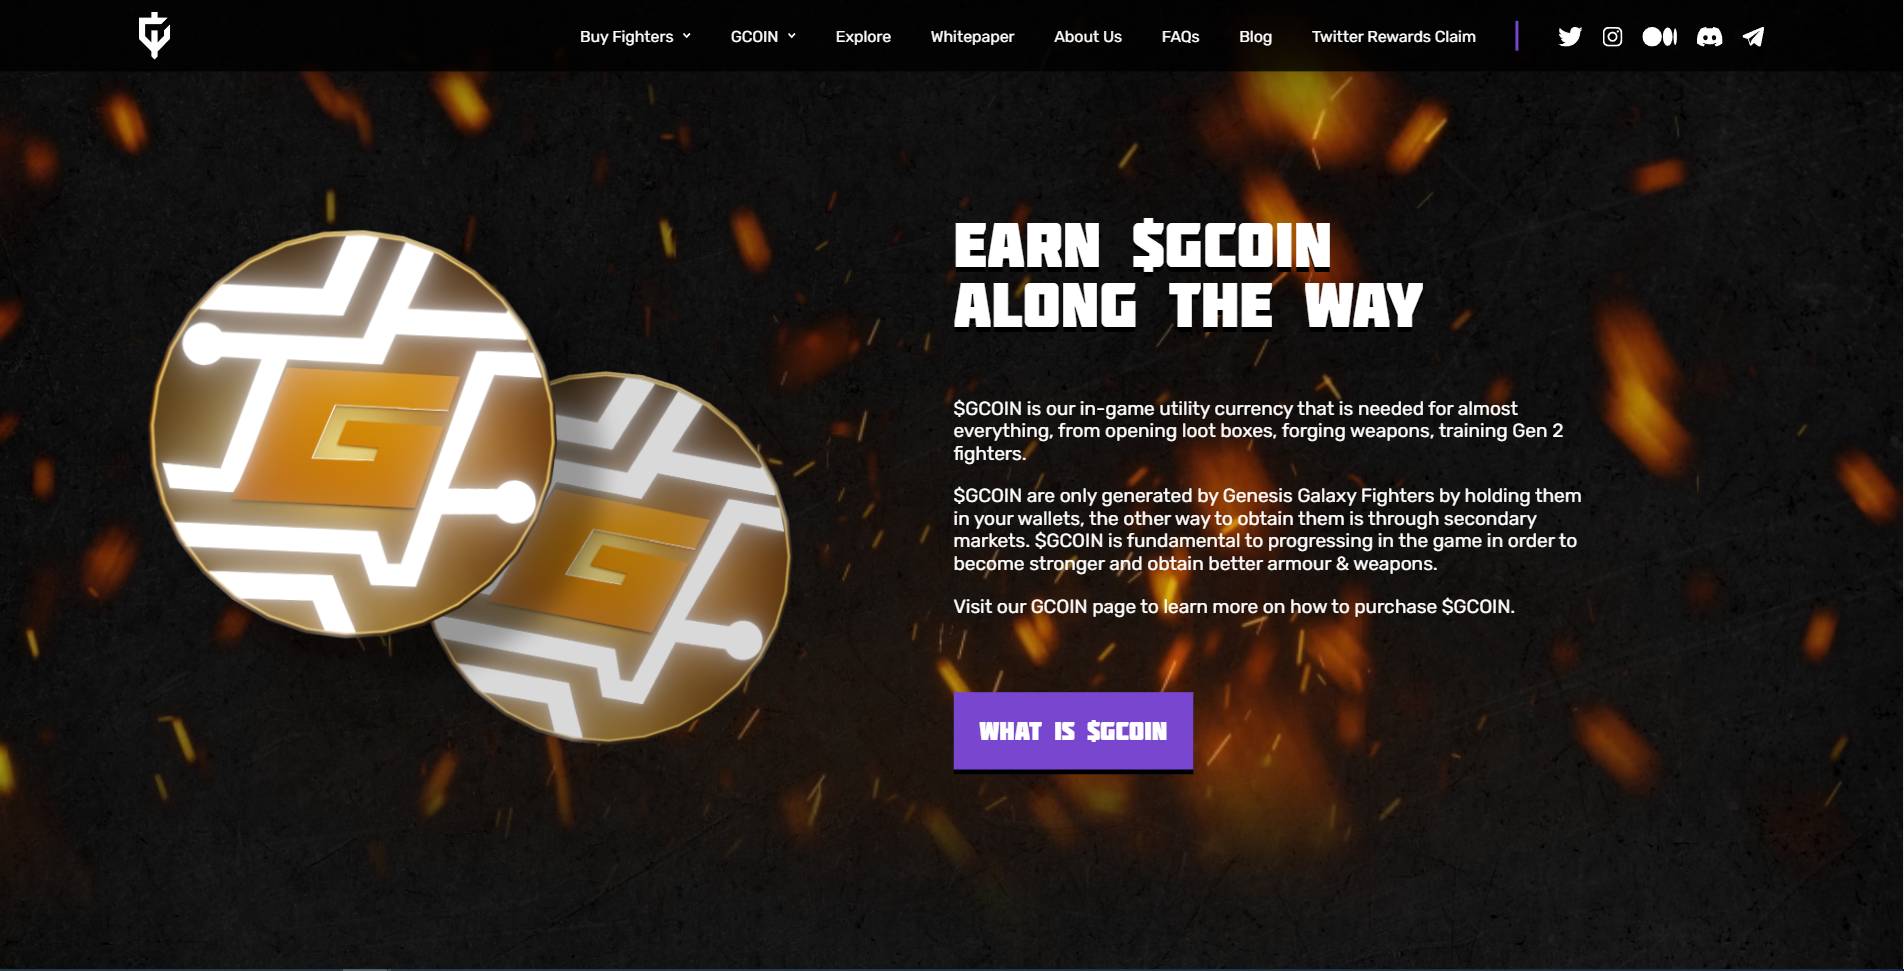 Buy Fighters GCOIN Explore Whitepaper About Us FAQs Blog Twitter Rewards Claim
EARN $GCOIN
ALONG THE WAY
$GCOIN is our in-game utility currency that is needed for almost
everything, from opening loot boxes, forging weapons, training Gen 2
fighters.
$GCOIN are only generated by Genesis Galaxy Fighters by holding them
in your wallets, the other way to obtain them is through secondary
markets. $GCOIN is fundamental to progressing in the game in order to
become stronger and obtain better armour & weapons.
Visit our GCOIN page to learn more on how to purchase $GCOIN.
WHAT IS $GCOIN
G
G